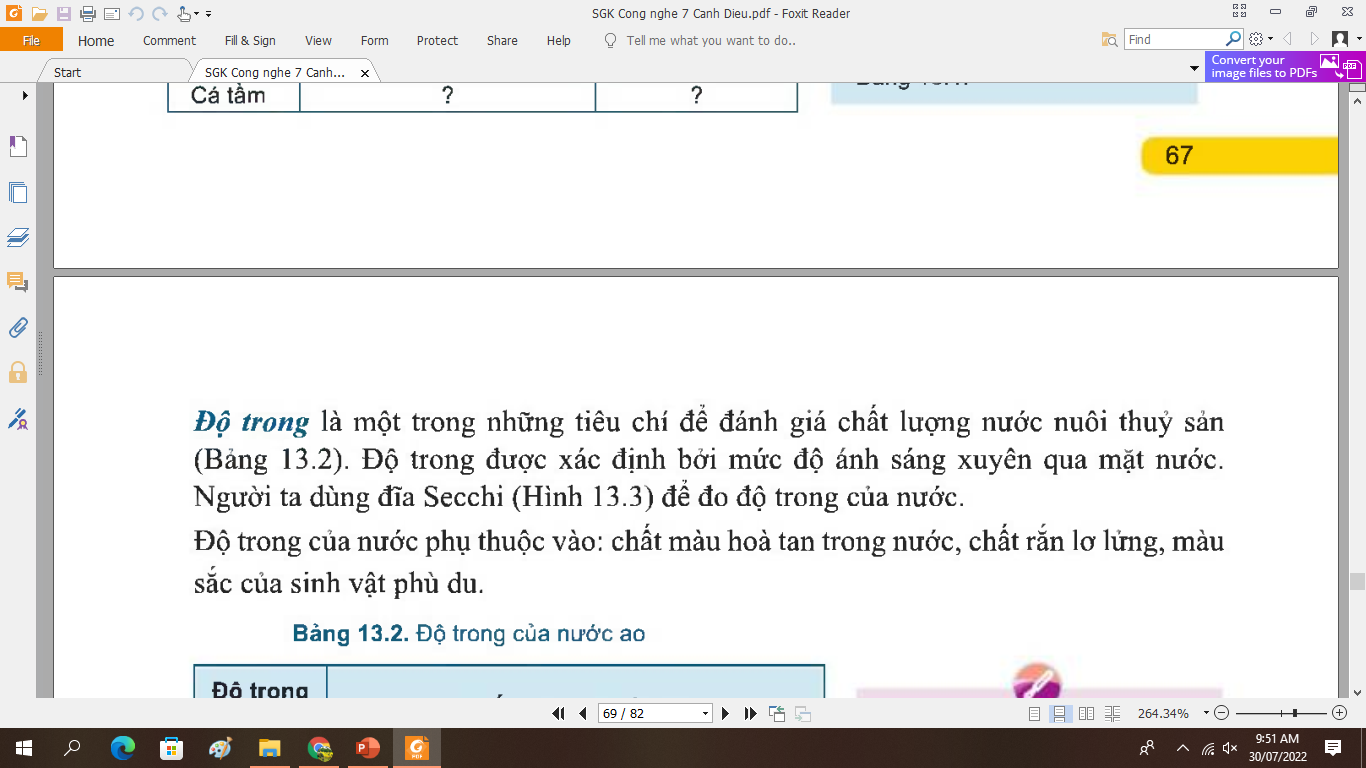 SGK Cong nghe 7 Canh Dieu.pdf - Foxit Reader
File Home Comment Fill & Sign View Form Protect Share Help Tell me what you want to do.. Find
Start SGK Cong nghe 7 Canh... x
Convert your
image files to PDFs
Cá tầm ? ?
67
Độ trong là một trong những tiêu chí để đánh giá chất lượng nước nuôi thuỷ sản
(Bảng 13.2). Độ trong được xác định bởi mức độ ánh sáng xuyên qua mặt nước.
Người ta dùng đĩa Secchi (Hình 13.3) để đo độ trong của nước.
Độ trong của nước phụ thuộc vào: chất màu hoà tan trong nước, chất rắn lơ lửng, màu
sắc của sinh vật phù du.
Bảng 13.2. Độ trong của nước ao
Độ trong
69 / 82
264.34%
9:51 AM
30/07/2022